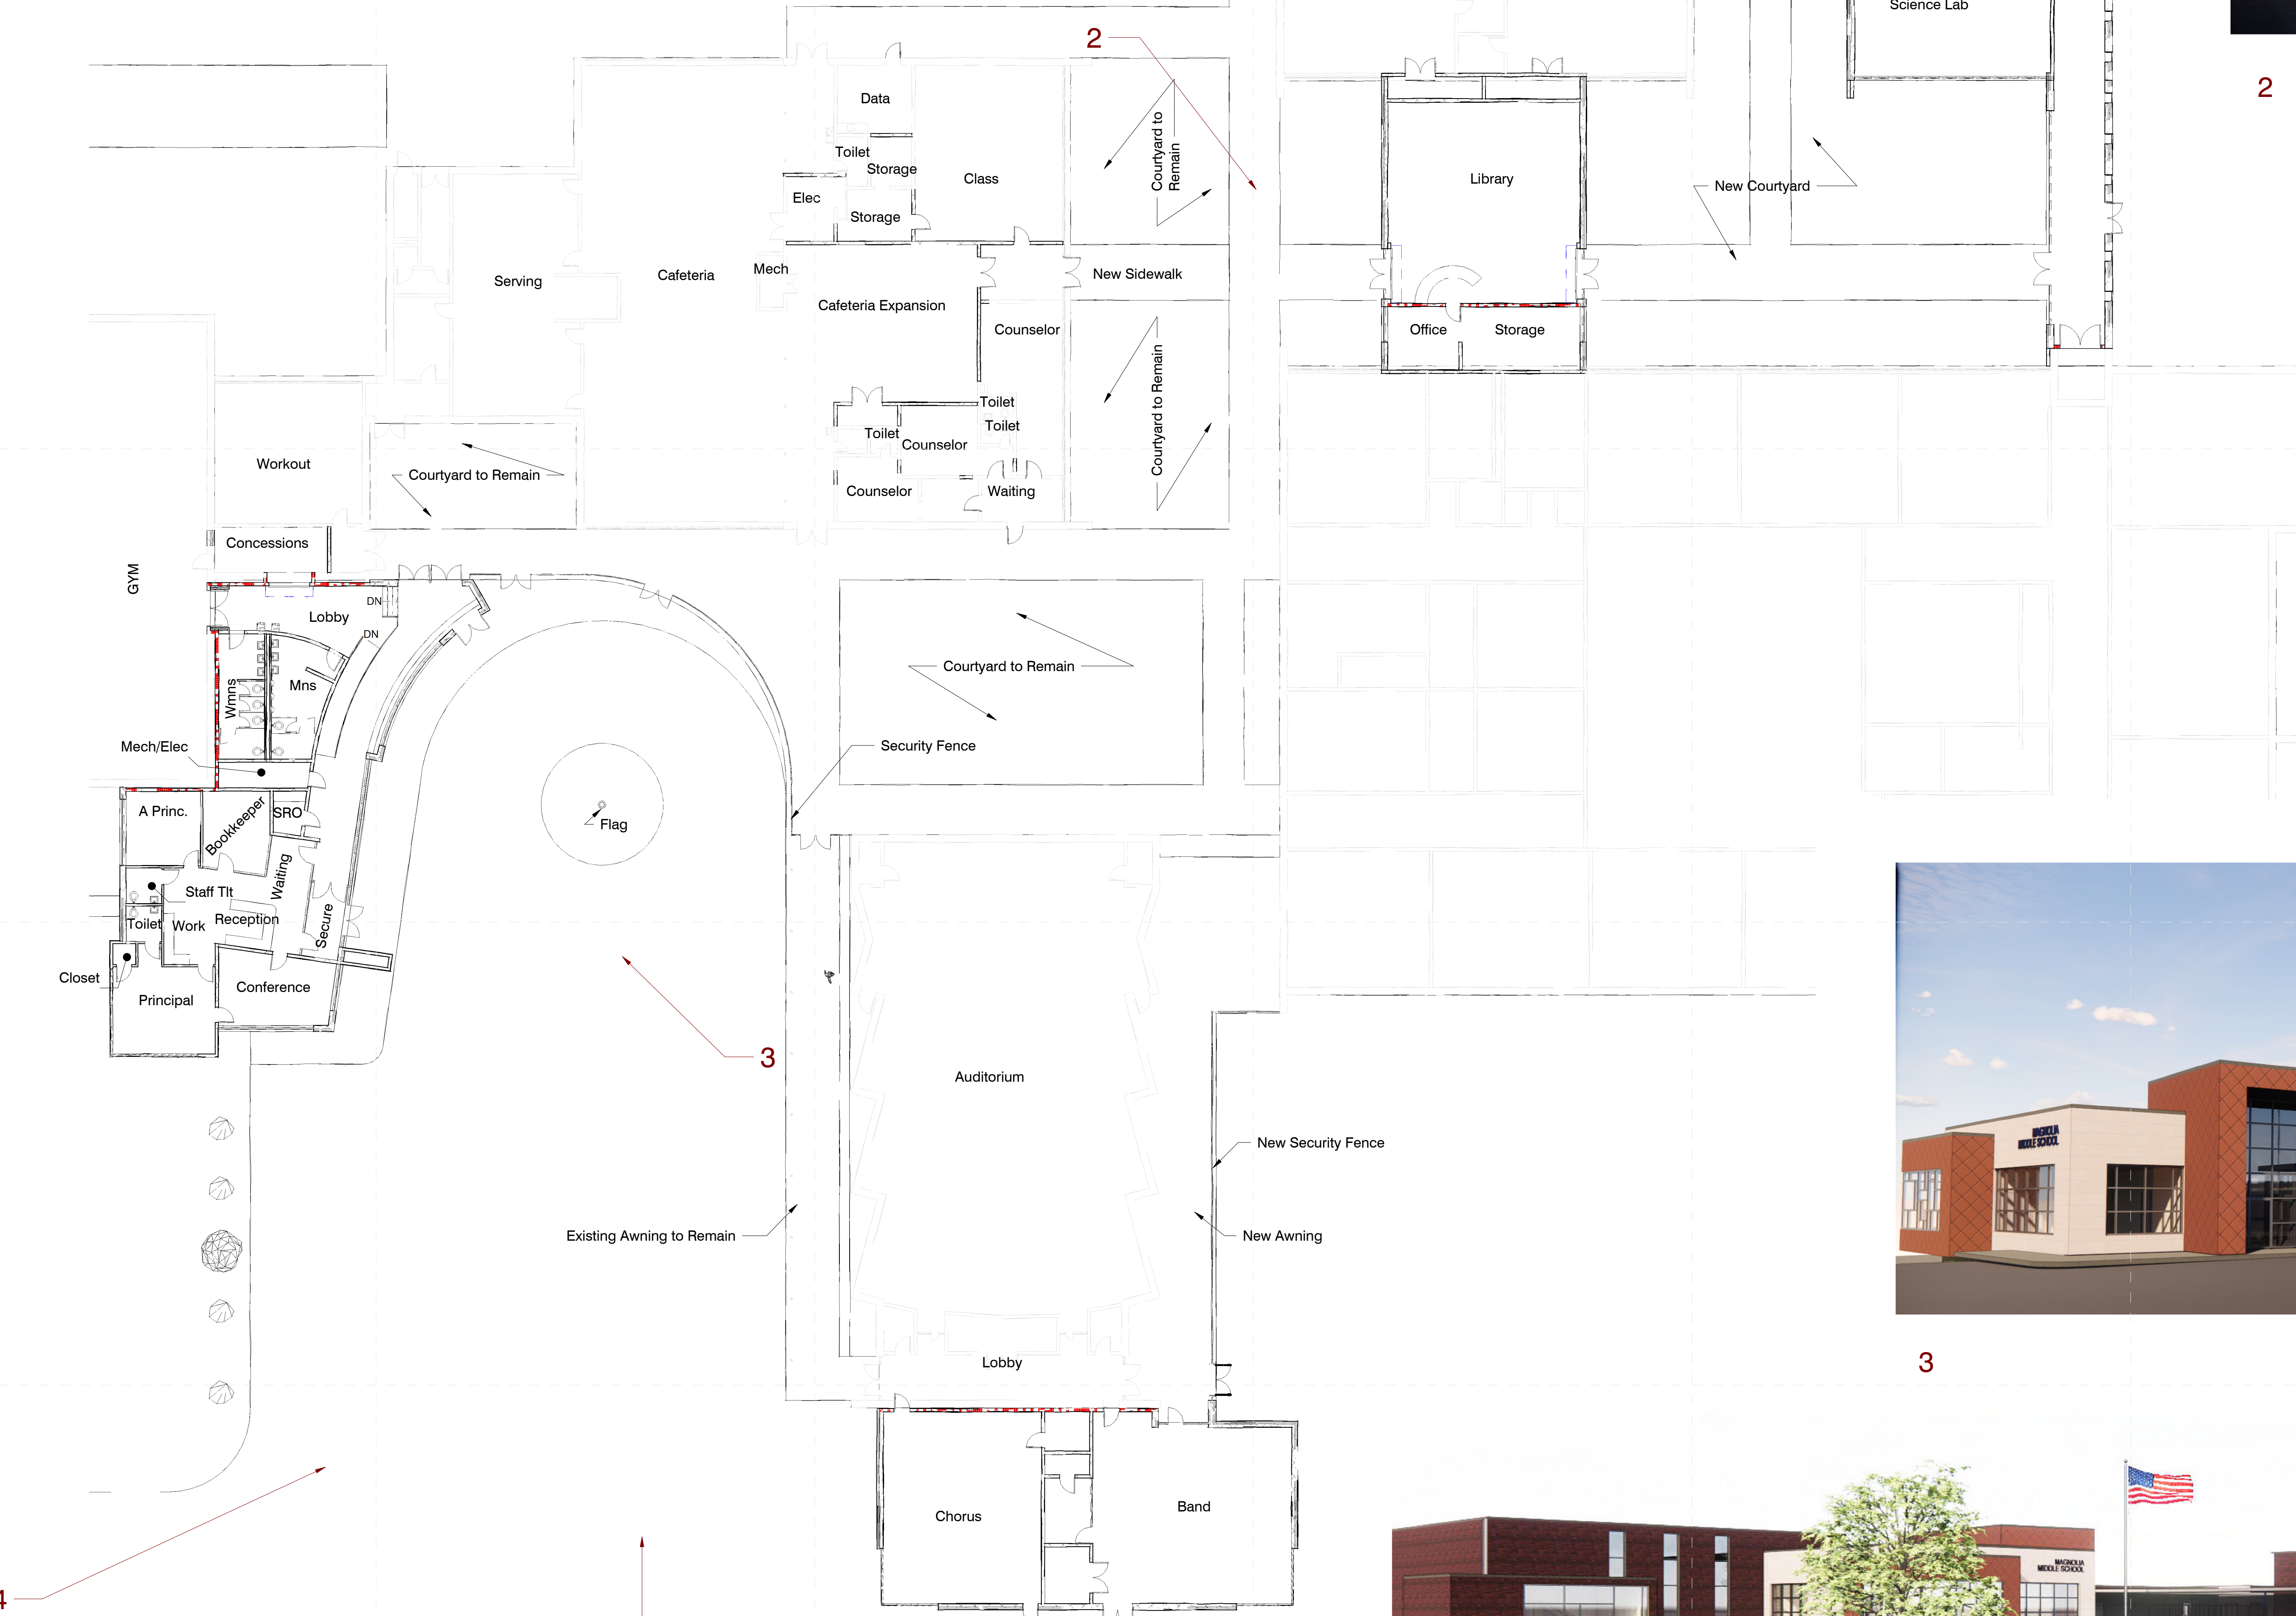 Science Lab
2
2
Data
Toilet
Storage
Class
Elec
Storage
Courtyard to
Remain
Library
New Courtyard
Serving
Cafeteria
Mech
New Sidewalk
Cafeteria Expansion
Counselor
Office
Storage
Courtyard to Remain
Toilet
Toilet
Toilet
Counselor
Workout
Courtyard to Remain
Counselor
Waiting
Concessions
GYM
DN
Lobby
DN
Courtyard to Remain
Wmns
Mns
Mech/Elec
Security Fence
A Princ.
Bookkeeper
SRO
Flag
Waiting
Staff Tlt
Toilet
Work
Reception
Secure
Closet
Principal
Conference
3
Auditorium
MAGNOLIA
MIDDLE SCHOOL
New Security Fence
Existing Awning to Remain
New Awning
Lobby
3
Chorus
Band
MAGNOLIA
MIDDLE SCHOOL
4